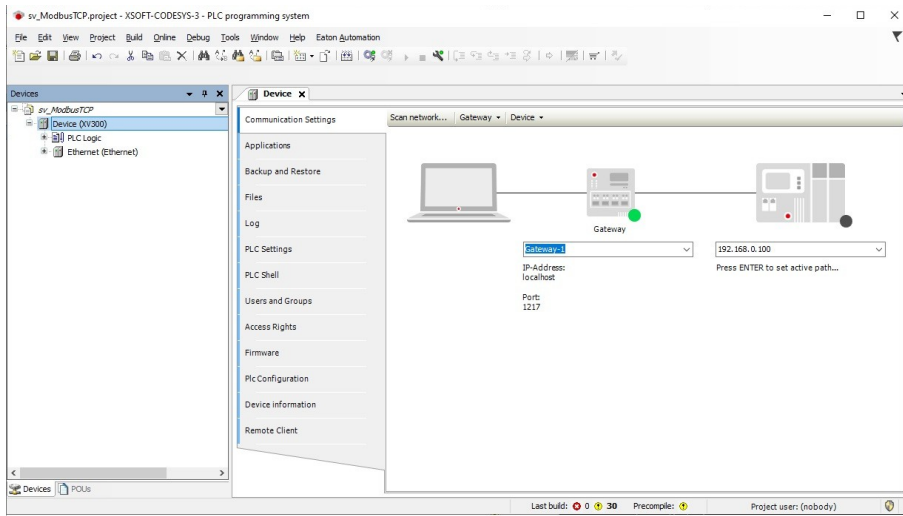 sv_ModbusTCP.project - XSOFT-CODESYS-3 - PLC programming system
File Edit View Project Build Online Debug Tools Window Help Eaton Automation
Devices
sv_ModbusTCP
Device (XV300)
PLC Logic
Ethernet (Ethernet)
Devices
POUs
Device
Communication Settings
Applications
Backup and Restore
Files
Log
PLC Settings
PLC Shell
Users and Groups
Access Rights
Firmware
Plc Configuration
Device information
Remote Client
Scan network... Gateway Device
Gateway
Gateway-1
IP-Address:
localhost
Port:
1217
192.168.0.100
Press ENTER to set active path...
Last build: 0 30 Precompile: Project user: (nobody)